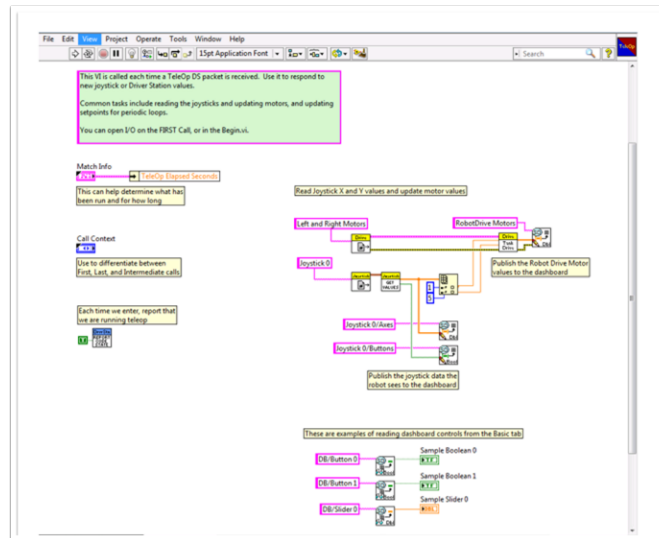 File Edit View Project Operate Tools Window Help
15pt Application Font
Search
TeleOp
This VI is called each time a TeleOp DS packet is received. Use it to respond to
new joystick or Driver Station values.
Common tasks include reading the joysticks and updating motors, and updating
setpoints for periodic loops.
You can open I/O on the FIRST Call, or in the Begin.vi.
Match Info
TeleOp Elapsed Seconds
This can help determine what has
been run and for how long
Read Joystick X and Y values and update motor values
Left and Right Motors
RobotDrive Motors
Call Context
Use to differentiate between
First, Last, and Intermediate calls
Joystick 0
GET
VALUES
1
5
Publish the Robot Drive Motor
values to the dashboard
Each time we enter, report that
we are running teleop
Joystick 0/Axes
Joystick 0/Buttons
Publish the joystick data the
robot sees to the dashboard
These are examples of reading dashboard controls from the Basic tab
DB/Button 0
Sample Boolean 0
TF
DB/Button 1
Sample Boolean 1
TF
DB/Slider 0
Sample Slider 0